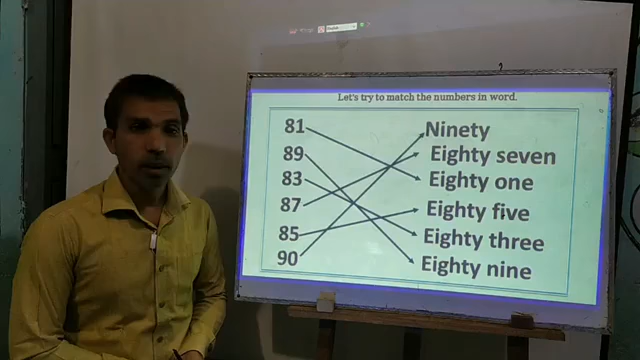 Let's try to match the numbers in word.
81 Ninety
89 Eighty seven
83 Eighty one
87 Eighty five
85 Eighty three
90 Eighty nine